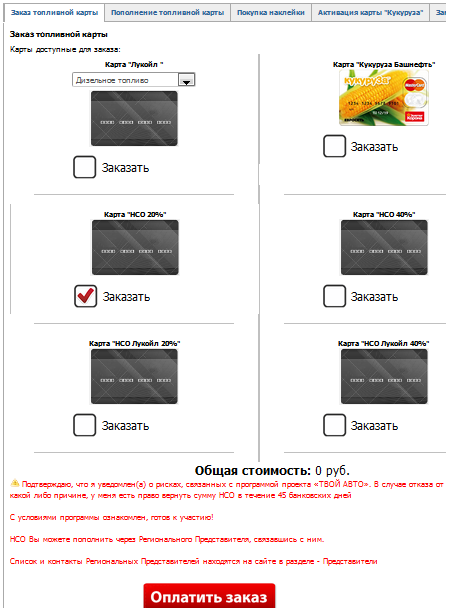 Заказ топливной карты Пополнение топливной карты Покупка наклейки Активация карты "Кукуруза"
Заказ топливной карты
Карты доступные для заказа:
Карта "Лукойл " Карта "Кукуруза Башнефть"
Дизельное топливо
кукуруза
MasterCard
Заказать Заказать
Карта "НСО 20%" Карта "НСО 40%"
Заказать Заказать
Карта "НСО Лукойл 20%" Карта "НСО Лукойл 40%"
Заказать Заказать
Общая стоимость: 0 руб.
Подтверждаю, что я уведомлен(а) о рисках, связанных с программой проекта «ТВОЙ АВТО». В случае отказа от
какой либо причине, у меня есть право вернуть сумму НСО в течение 45 банковских дней
С условиями программы ознакомлен, готов к участию!
НСО Вы можете пополнить через Регионального Представителя, связавшись с ним.
Список и контакты Региональных Представителей находятся на сайте в разделе - Представители
Оплатить заказ